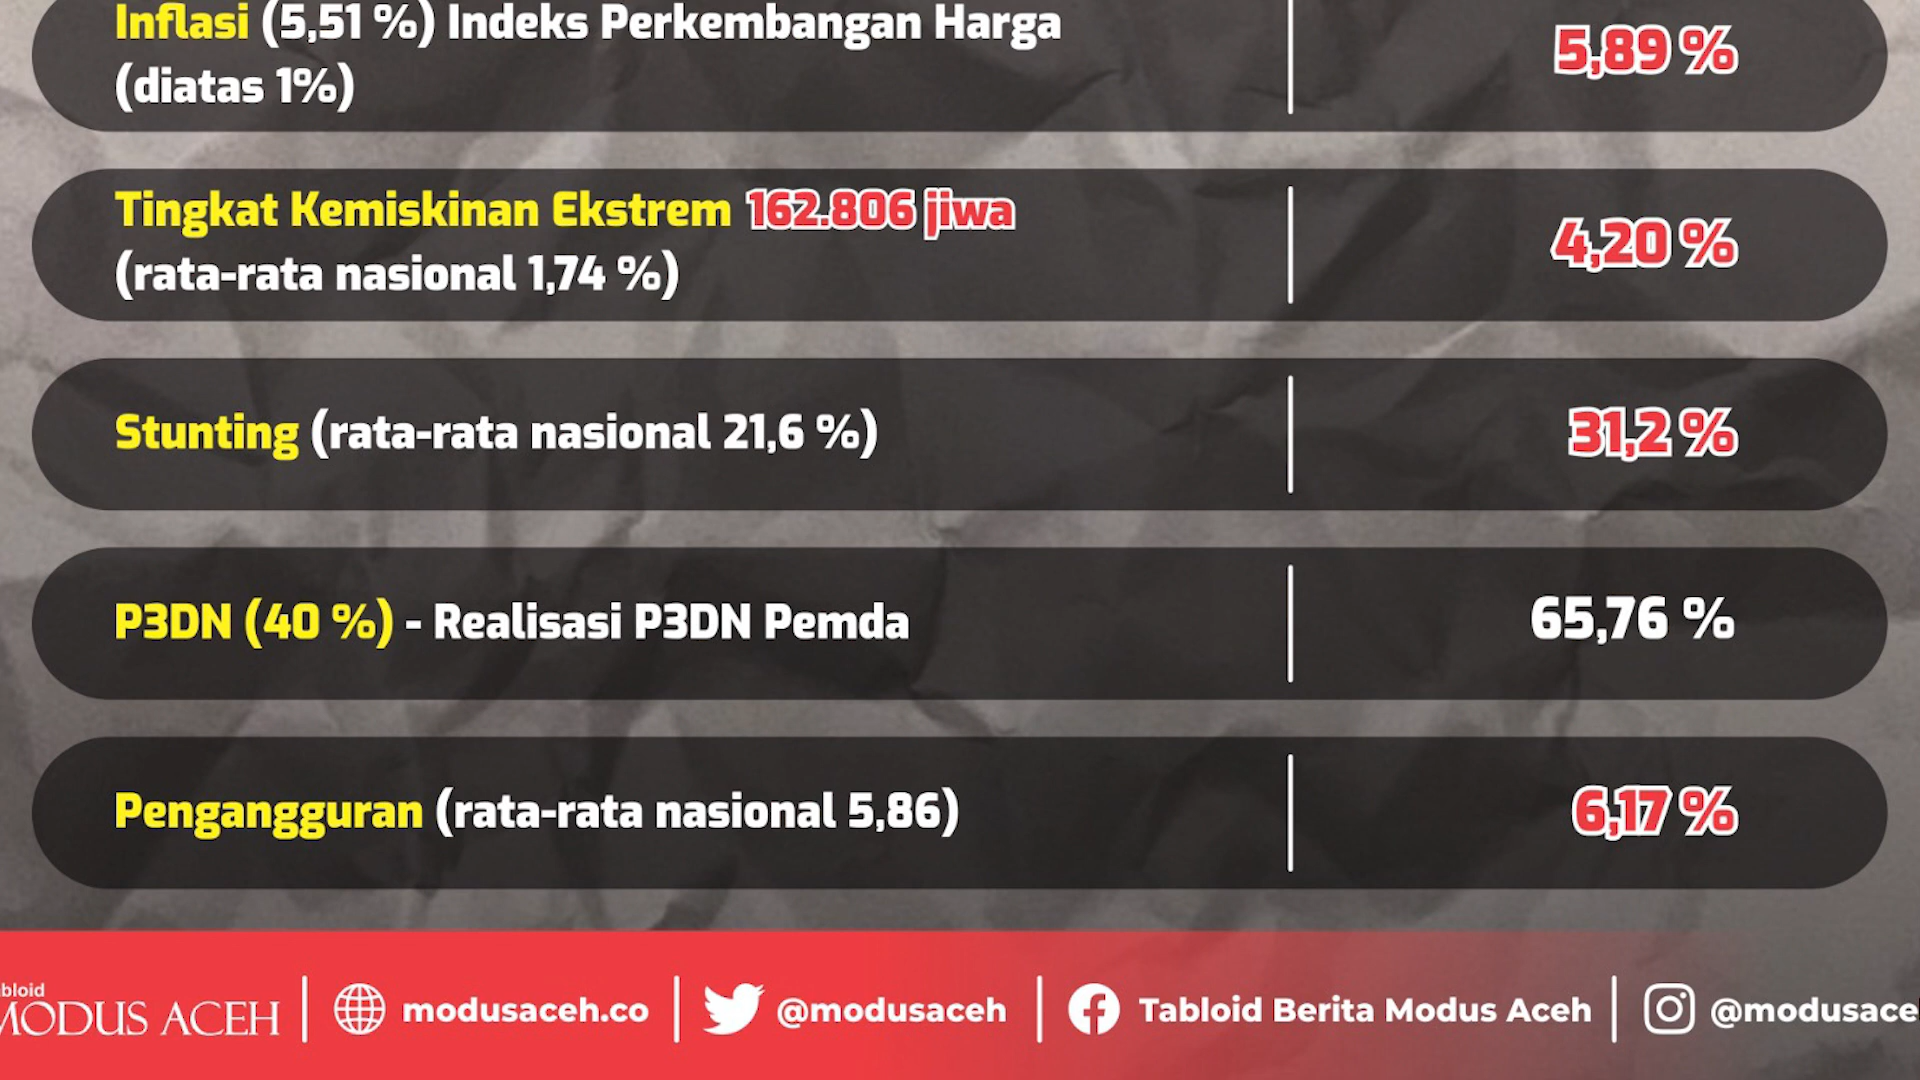 Inflasi (5,51 %) Indeks Perkembangan Harga
(diatas 1%)
5,89 %
Tingkat Kemiskinan Ekstrem 162.806 jiwa
(rata-rata nasional 1,74 %)
4,20 %
Stunting (rata-rata nasional 21,6 %)
31,2 %
P3DN (40 %) - Realisasi P3DN Pemda
65,76 %
Pengangguran (rata-rata nasional 5,86)
6,17 %
bloid
MODUS ACEH
modusaceh.co
@modusaceh
Tabloid Berita Modus Aceh
@modusace